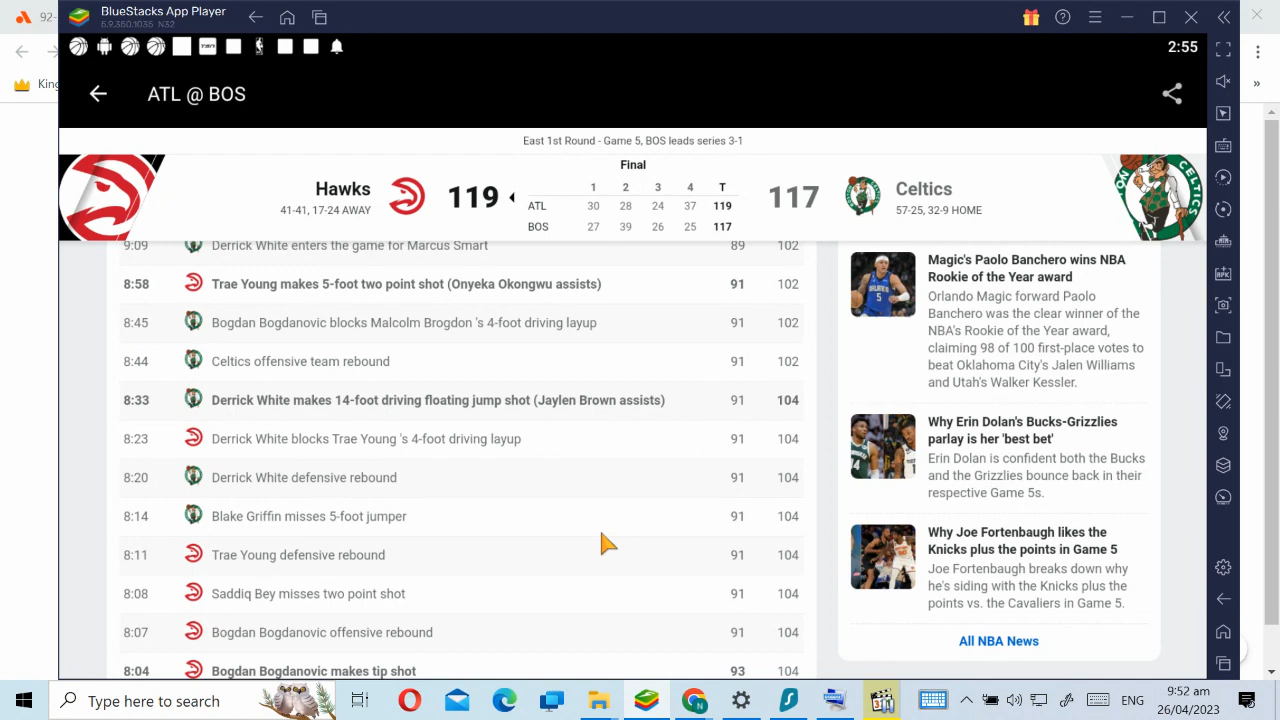 92°
5.9.350.1035 N32
2:55
King
»
ATL @ BOS
East 1st Round - Game 5, BOS leads series 3-1
Final
Hawks
41-41, 17-24 AWAY
119
1 2 3 4 T
ATL 30 28 24 37 119
BOS 27 39 26 25 117
117
Celtics
57-25, 32-9 HOME
9:09 Derrick White enters the game for Marcus Smart 89 102
8:58 Trae Young makes 5-foot two point shot (Onyeka Okongwu assists) 91 102
8:45 Bogdan Bogdanovic blocks Malcolm Brogdon 's 4-foot driving layup 91 102
8:44 Celtics offensive team rebound 91 102
8:33 Derrick White makes 14-foot driving floating jump shot (Jaylen Brown assists) 91 104
8:23 Derrick White blocks Trae Young 's 4-foot driving layup 91 104
8:20 Derrick White defensive rebound 91 104
8:14 Blake Griffin misses 5-foot jumper 91 104
8:11 Trae Young defensive rebound 91 104
8:08 Saddiq Bey misses two point shot 91 104
8:07 Bogdan Bogdanovic offensive rebound 91 104
8:04 Bogdan Bogdanovic makes tip shot 93 104
Magic's Paolo Banchero wins NBA
Rookie of the Year award
Orlando Magic forward Paolo
Banchero was the clear winner of the
NBA's Rookie of the Year award,
claiming 98 of 100 first-place votes to
beat Oklahoma City's Jalen Williams
and Utah's Walker Kessler.
Why Erin Dolan's Bucks-Grizzlies
parlay is her 'best bet'
Erin Dolan is confident both the Bucks
and the Grizzlies bounce back in their
respective Game 5s.
Why Joe Fortenbaugh likes the
Knicks plus the points in Game 5
Joe Fortenbaugh breaks down why
he's siding with the Knicks plus the
points vs. the Cavaliers in Game 5.
All NBA News
Type here to search
9:52 AM
4/26/2023